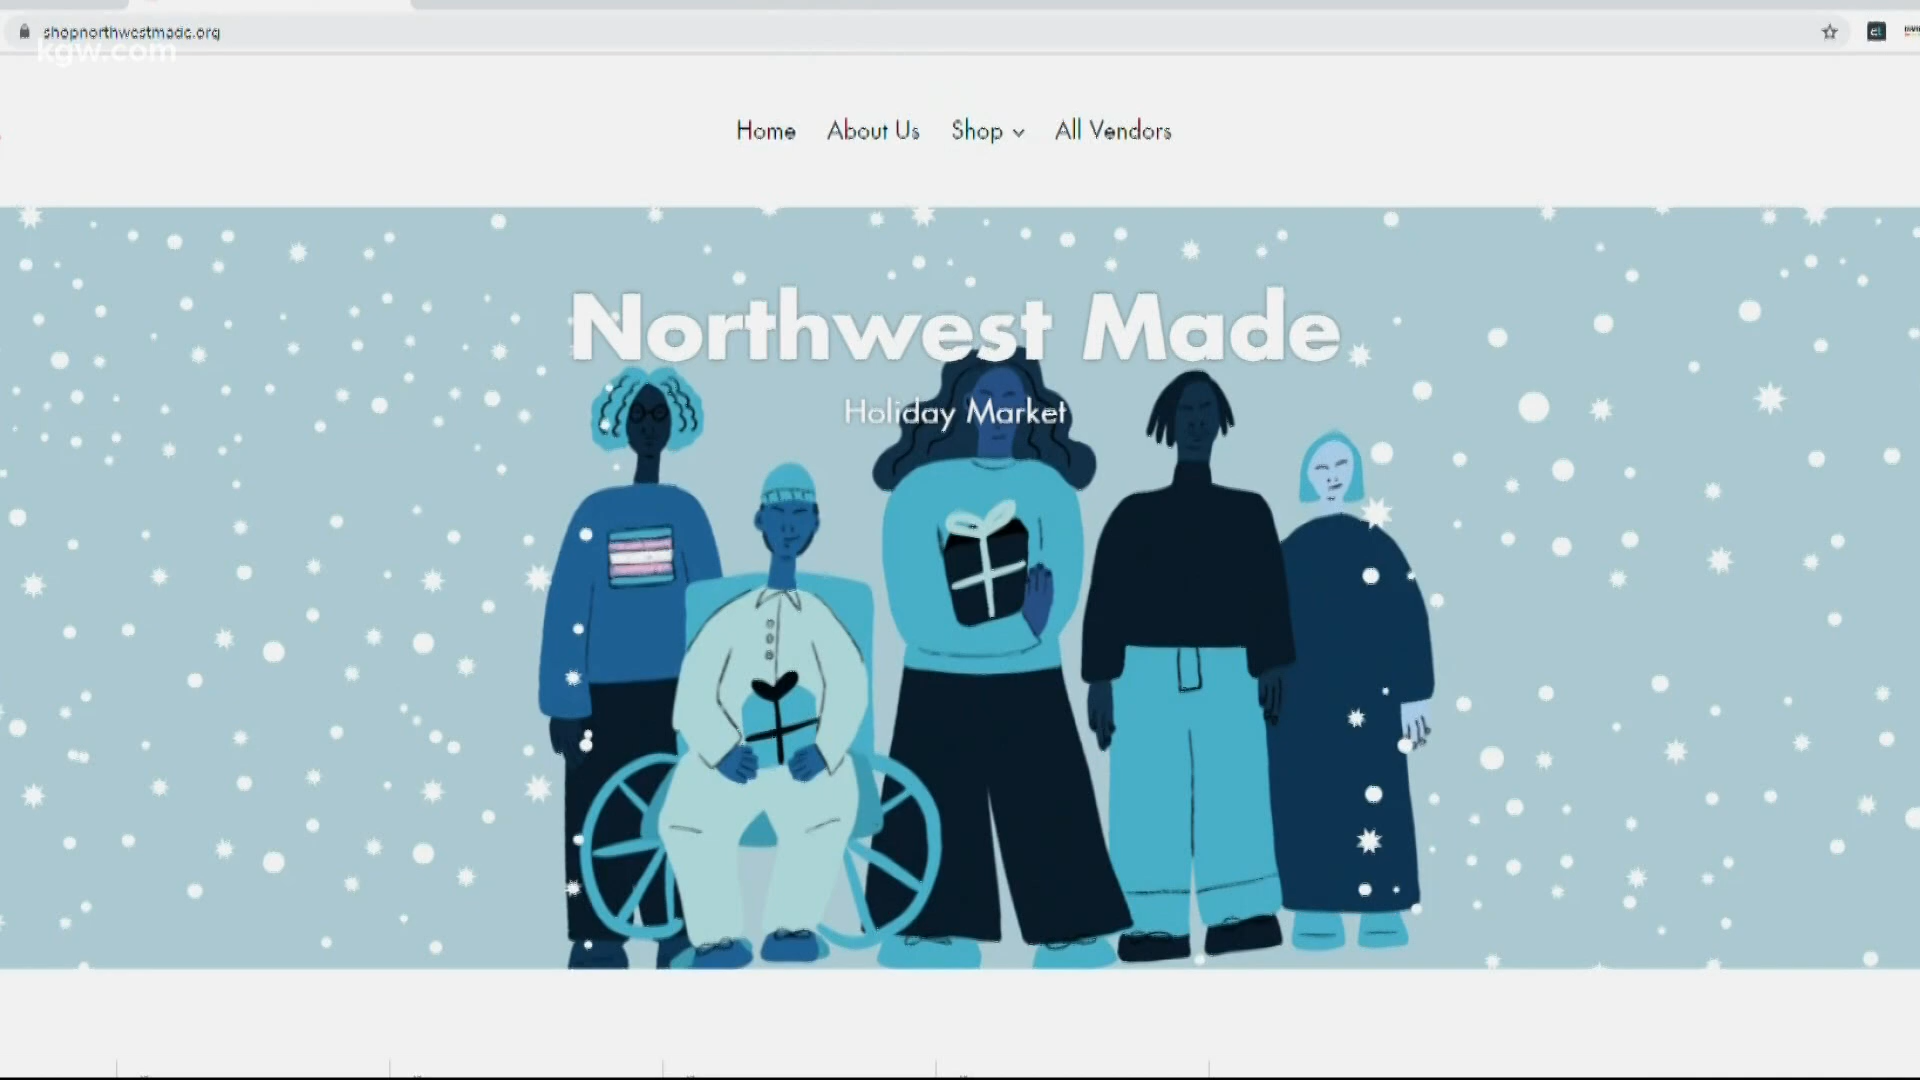 shopnorthwestmade.org
kgw.com
Home About Us Shop All Vendors
Northwest Made
Holiday Market